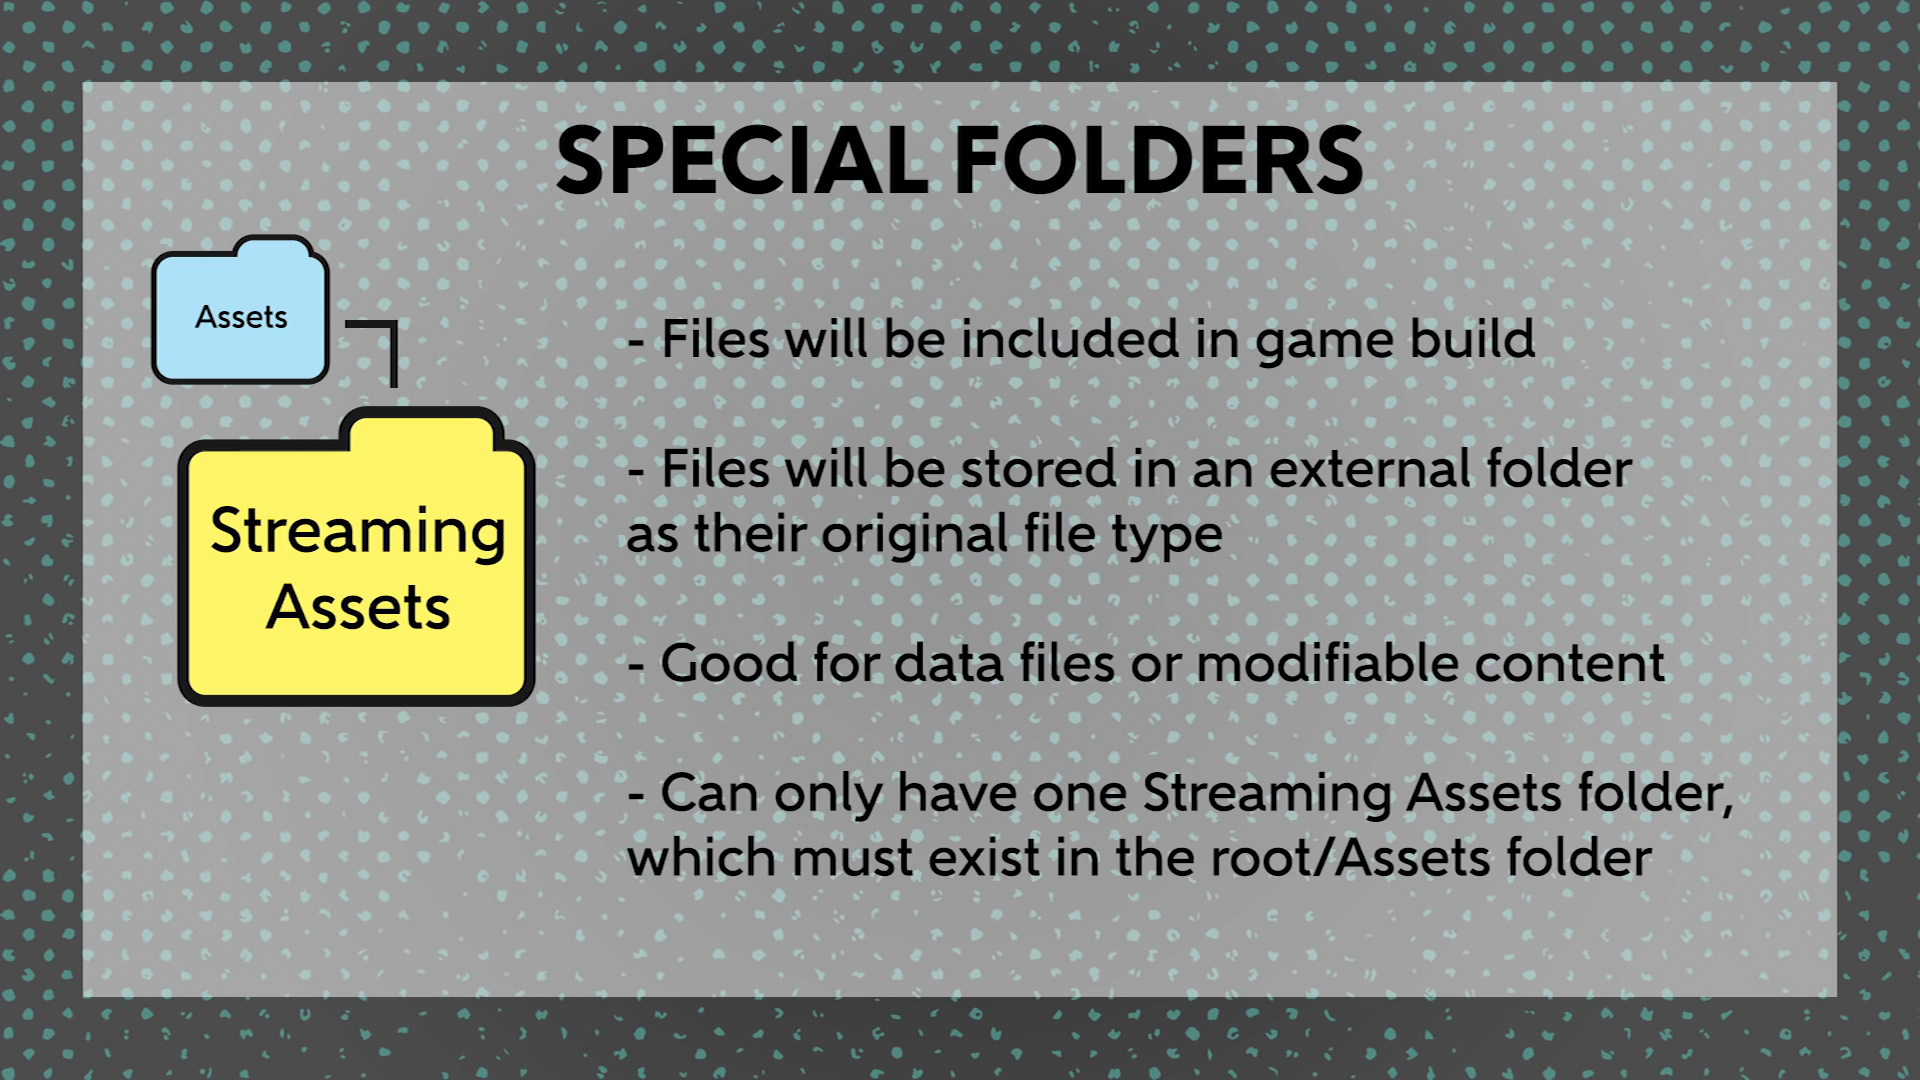 SPECIAL FOLDERS
Assets
Streaming
Assets
- Files will be included in game build
- Files will be stored in an external folder
as their original file type
- Good for data files or modifiable content
- Can only have one Streaming Assets folder,
which must exist in the root/Assets folder